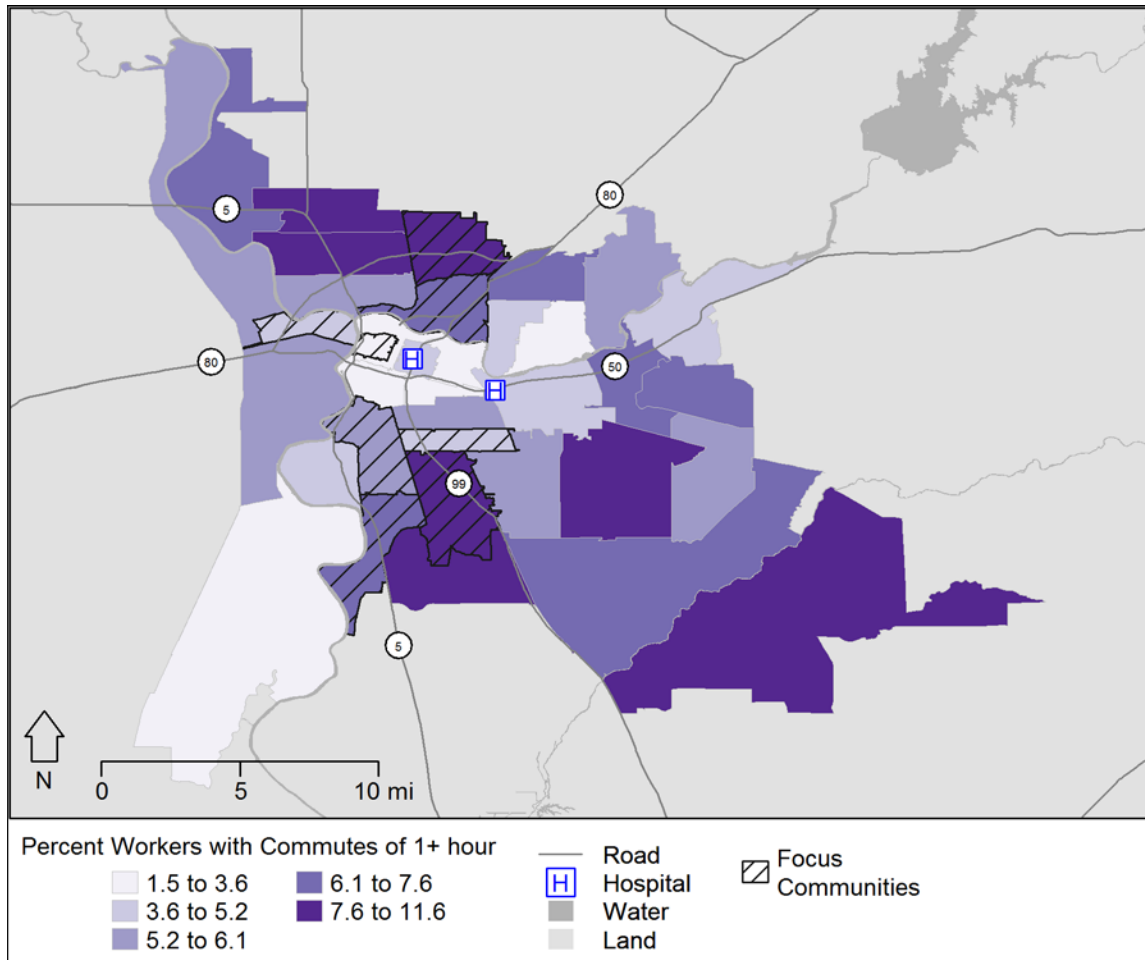 80
5
80
50
99
5
N
0 5 10 mi
H
H
Percent Workers with Commutes of 1+ hour
1.5 to 3.6
3.6 to 5.2
5.2 to 6.1
6.1 to 7.6
7.6 to 11.6
Road
H Hospital
Water
Land
Focus
Communities